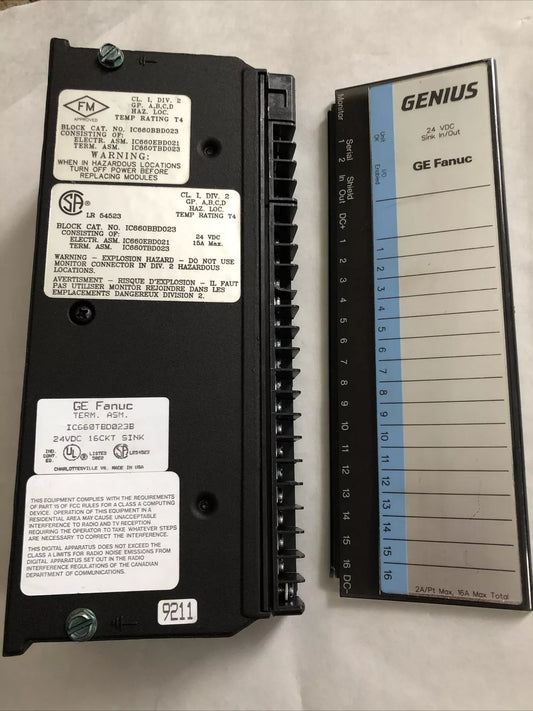 FM
APPROVED
CL. I, DIV. 2
GP. A,B,C,D
HAZ. LOC.
TEMP RATING T4
BLOCK CAT. NO. IC660BBD023
CONSISTING OF:
ELECTR. ASM. IC660EBD021
TERM. ASM. IC660TBD023
WARNING:
WHEN IN HAZARDOUS LOCATIONS
TURN OFF POWER BEFORE
REPLACING MODULES
SA
LR 54523
CL. I, DIV. 2
GP. A,B,C,D
HAZ. LOC.
TEMP RATING T4
BLOCK CAT. NO. IC660BBD023
CONSISTING OF:
ELECTR. ASM. IC660EBD021
TERM. ASM. IC660TBD023
24 VDC
15A Max.
WARNING - EXPLOSION HAZARD - DO NOT USE
MONITOR CONNECTOR IN DIV. 2 HAZARDOUS
LOCATIONS.
AVERTISMENT - RISQUE D'EXPLOSION - IL FAUT
PAS UTILISER MONITOR REJOINDRE DANS LES
EMPLACEMENTS DANGEREUX DIVISION 2.
GE Fanuc
TERM. ASM.
IC660TBD023B
24VDC 16CKT SINK
IND.
CONT.
EQ.
UL
LISTED
58E2
SA
LR54523
CHARLOTTESVILLE VA. MADE IN USA
THIS EQUIPMENT COMPLIES WITH THE REQUIREMENTS
OF PART 15 OF FCC RULES FOR A CLASS A COMPUTING
DEVICE. OPERATION OF THIS EQUIPMENT IN A
RESIDENTIAL AREA MAY CAUSE UNACCEPTABLE
INTERFERENCE TO RADIO AND TV RECEPTION
REQUIRING THE OPERATOR TO TAKE WHATEVER STEPS
ARE NECESSARY TO CORRECT THE INTERFERENCE.
THIS DIGITAL APPARATUS DOES NOT EXCEED THE
CLASS A LIMITS FOR RADIO NOISE EMISSIONS FROM
DIGITAL APPARATUS SET OUT IN THE RADIO
INTERFERENCE REGULATIONS OF THE CANADIAN
DEPARTMENT OF COMMUNICATIONS.
9211
Monitor
Serial
1 2
Shield
In Out
DC+
1
2
3
4
5
6
7
8
9
10
11
12
13
14
15
16
DC-
GENIUS
24 VDC
Sink In/Out
GE Fanuc
Unit
OK
I/O
Enabled
1
2
3
4
5
6
7
8
9
10
11
12
13
14
15
16
2A/Pt Max, 16A Max Total